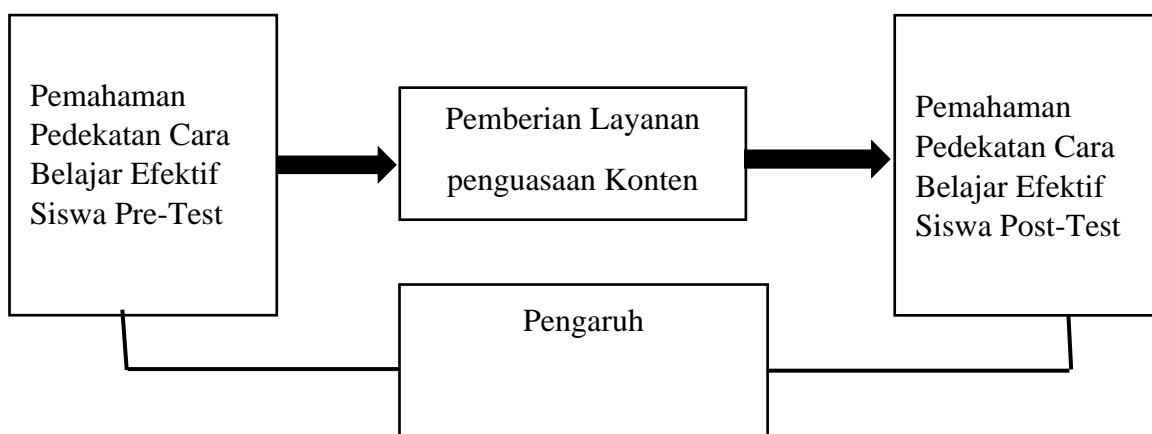 Pemahaman
Pedekatan Cara
Belajar Efektif
Siswa Pre-Test
Pemberian Layanan
penguasaan Konten
Pemahaman
Pedekatan Cara
Belajar Efektif
Siswa Post-Test
Pengaruh